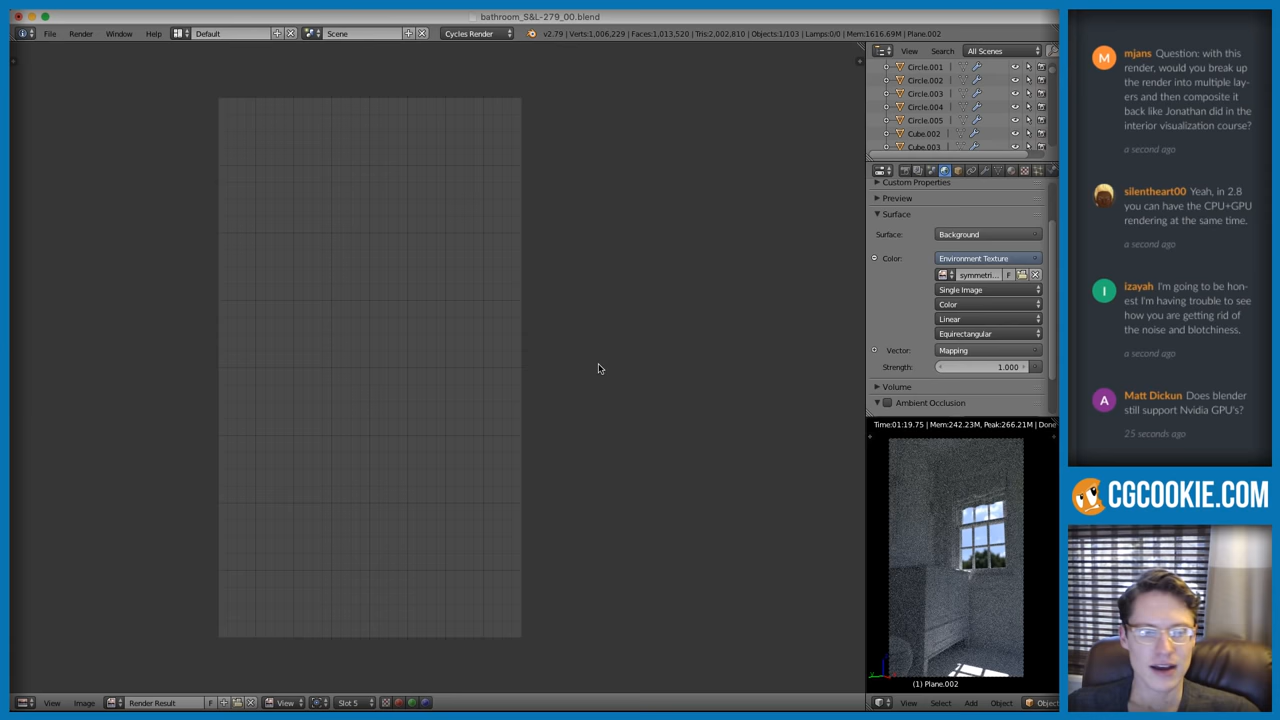 bathroom_S&L-279_00.blend
File Render Window Help Default Scene Cycles Render v2.79 | Verts:1,006,229 | Faces:1,013,520 | Tris:2,002,810 | Objects:1/103 | Lamps:0/0 | Mem:1616.69M | Plane.002
View Search All Scenes
Circle.001
Circle.002
Circle.003
Circle.004
Circle.005
Cube.002
Cube.003
Custom Properties
Preview
Surface
Surface: Background
Color: Environment Texture
symmetri... F
Single Image
Color
Linear
Equirectangular
Vector: Mapping
Strength: 1.000
Volume
Ambient Occlusion
Time:01:19.75 | Mem:242.23M, Peak:266.21M | Done
(1) Plane.002
View Image Render Result F View Slot 5
View Select Add Object Object
M
mjans Question: with this
render, would you break up
the render into multiple lay-
ers and then composite it
back like Jonathan did in the
interior visualization course?
a second ago
silentheart00 Yeah, in 2.8
you can have the CPU+GPU
rendering at the same time.
a second ago
I
izayah I'm going to be hon-
est I'm having trouble to see
how you are getting rid of
the noise and blotchiness.
a second ago
A
Matt Dickun Does blender
still support Nvidia GPU's?
25 seconds ago
CGCOOKIE.COM